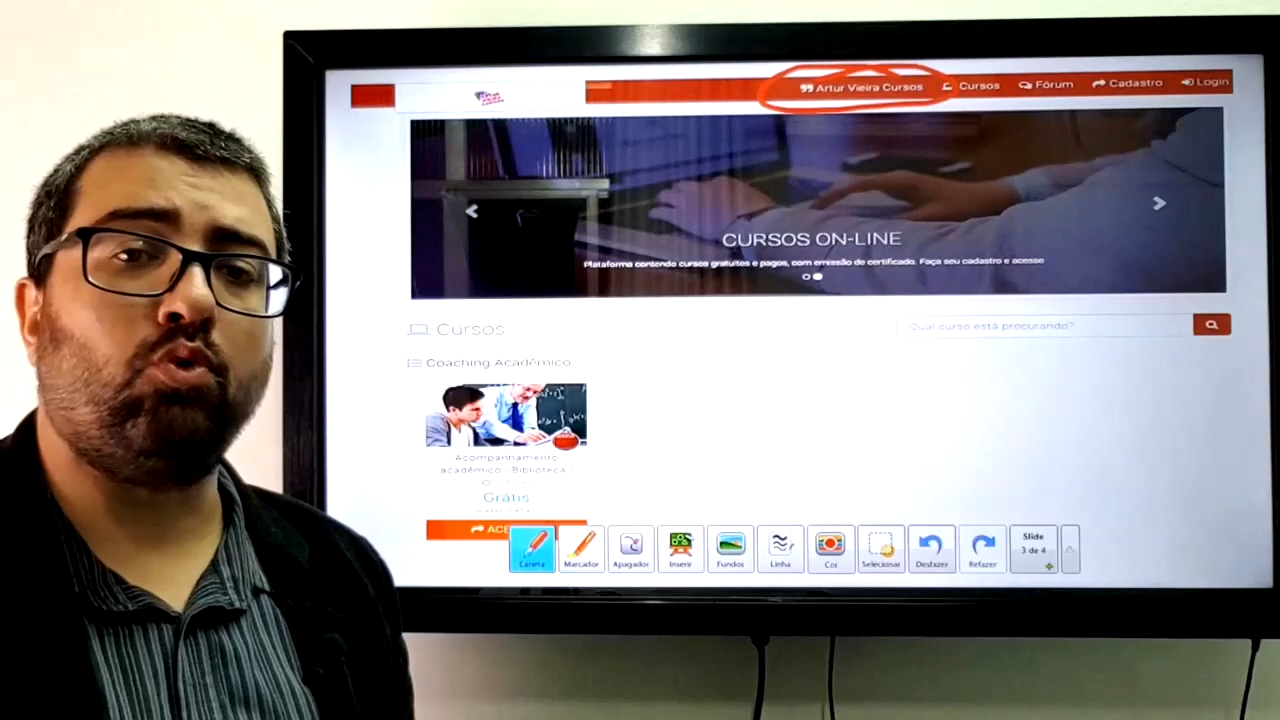 Artur Vieira Cursos Cursos Fórum Cadastro Login
CURSOS ON-LINE
Plataforma contendo cursos gratuitos e pagos, com emissão de certificado. Faça seu cadastro e acesso
Cursos
Qual curso está procurando?
Coaching Acadêmico
Acompanhamento
acadêmico - Biblioteca -
Grátis
Caneta Marcador Apagador Inserir Fundos Linha Cor Selecionar Desfazer Refazer
Slide
3 de 4